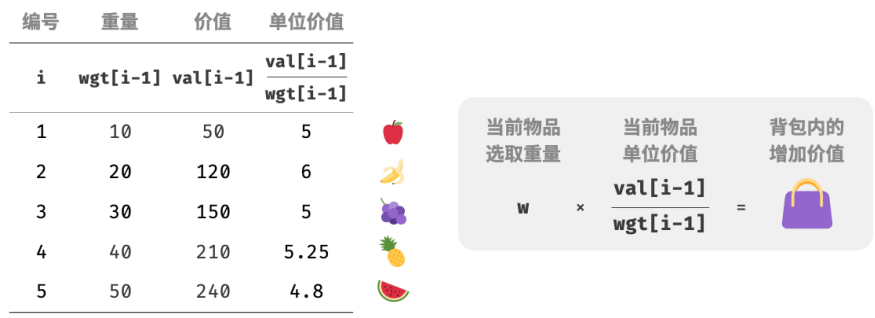 编号 重量 价值 单位价值
i wgt[i-1] val[i-1] val[i-1]
wgt[i-1]
1 10 50 5
2 20 120 6
3 30 150 5
4 40 210 5.25
5 50 240 4.8
当前物品 当前物品 背包内的
选取重量 单位价值 增加价值
w × val[i-1] =
wgt[i-1]